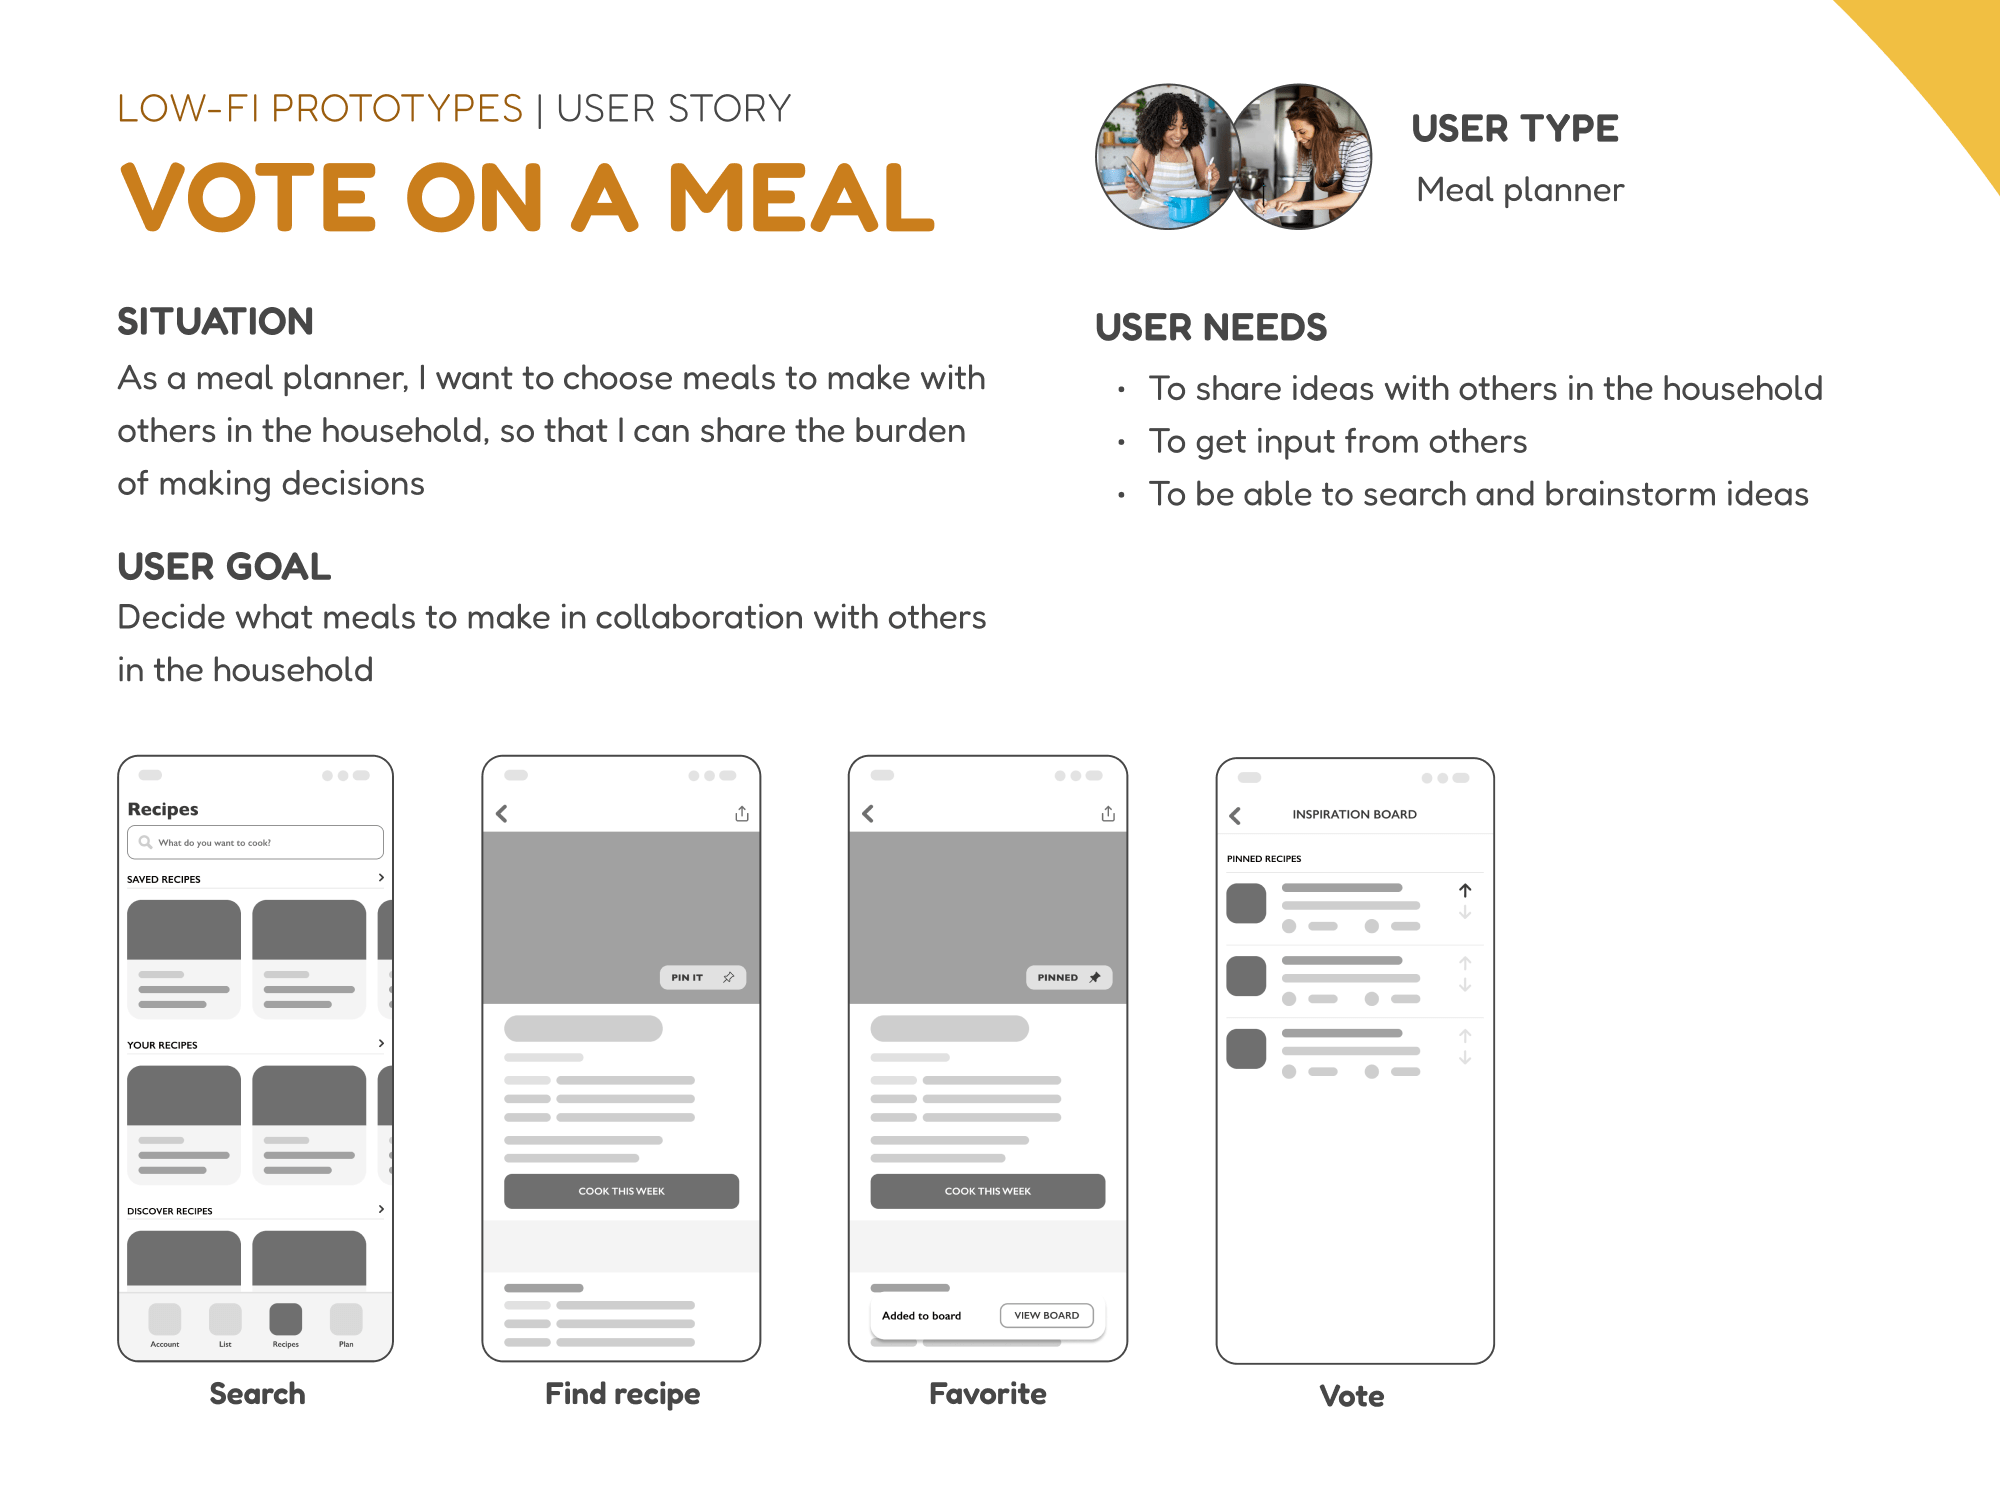 LOW-FI PROTOTYPES | USER STORY
VOTE ON A MEAL
USER TYPE
Meal planner
SITUATION
As a meal planner, I want to choose meals to make with
others in the household, so that I can share the burden
of making decisions
USER GOAL
Decide what meals to make in collaboration with others
in the household
USER NEEDS
• To share ideas with others in the household
• To get input from others
• To be able to search and brainstorm ideas
Recipes
What do you want to cook?
SAVED RECIPES
YOUR RECIPES
DISCOVER RECIPES
Account List Recipes Plan
Search
PIN IT
COOK THIS WEEK
Find recipe
PINNED
COOK THIS WEEK
Added to board VIEW BOARD
Favorite
INSPIRATION BOARD
PINNED RECIPES
Vote